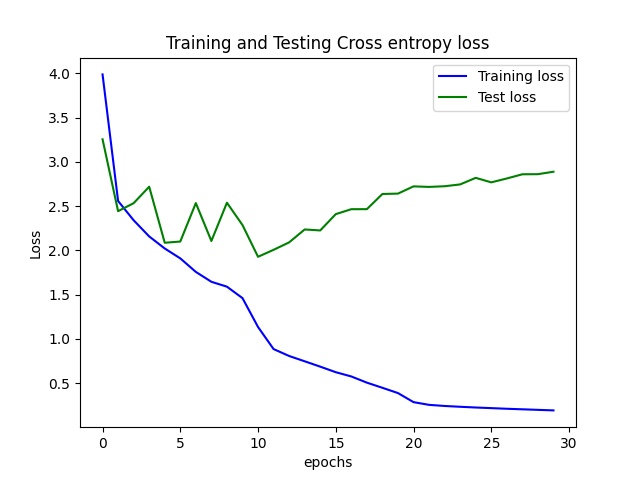 Training and Testing Cross entropy loss
Training loss
Test loss
4.0
3.5
3.0
2.5
2.0
1.5
1.0
0.5
Loss
0 5 10 15 20 25 30
epochs